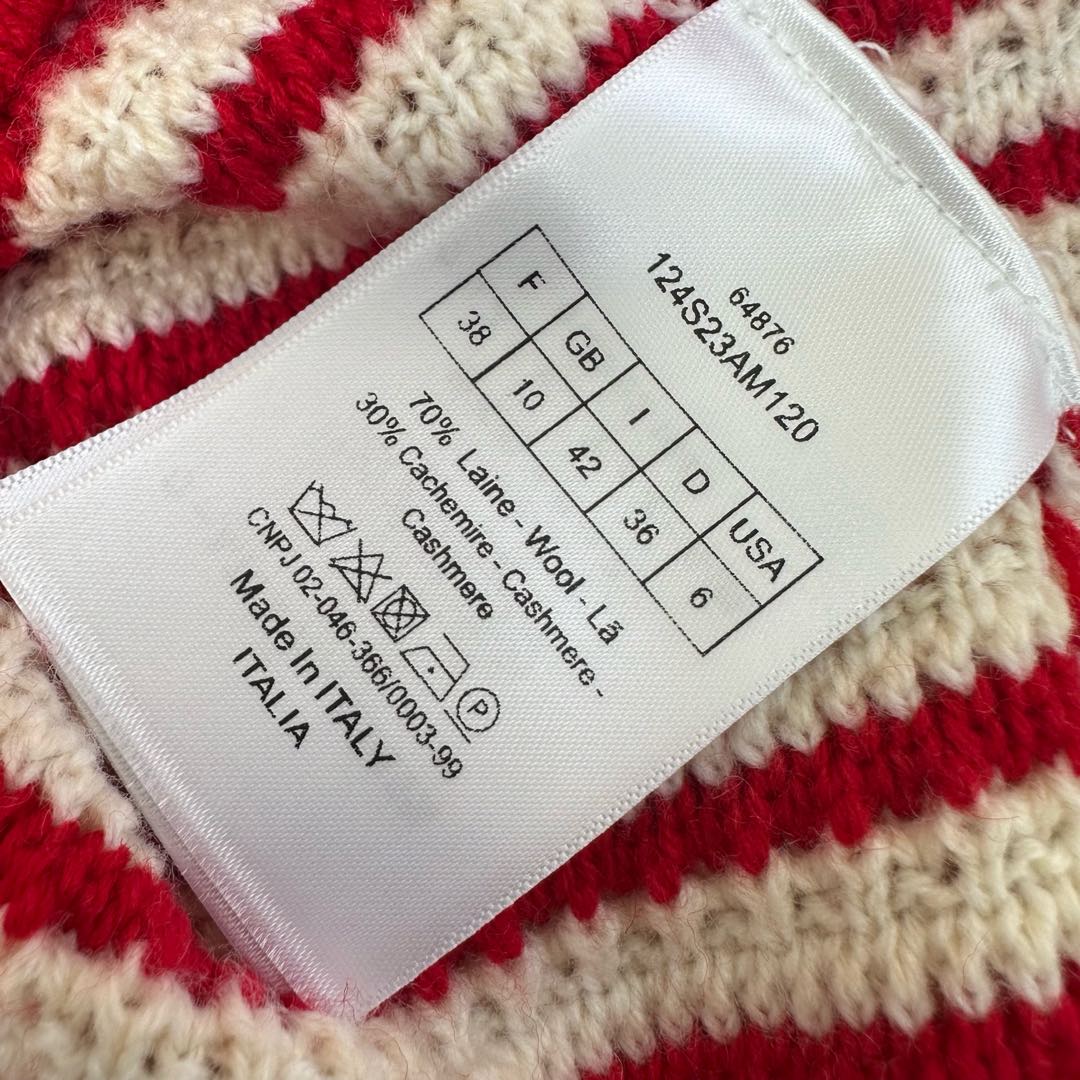 64876
124S23AM120
F GB I D USA
38 10 42 36 6
70% Laine - Wool - Lã
30% Cachemire - Cashmere -
Cashmere
P
CNPJ 02-046-366/0003-99
Made In ITALY
ITALIA